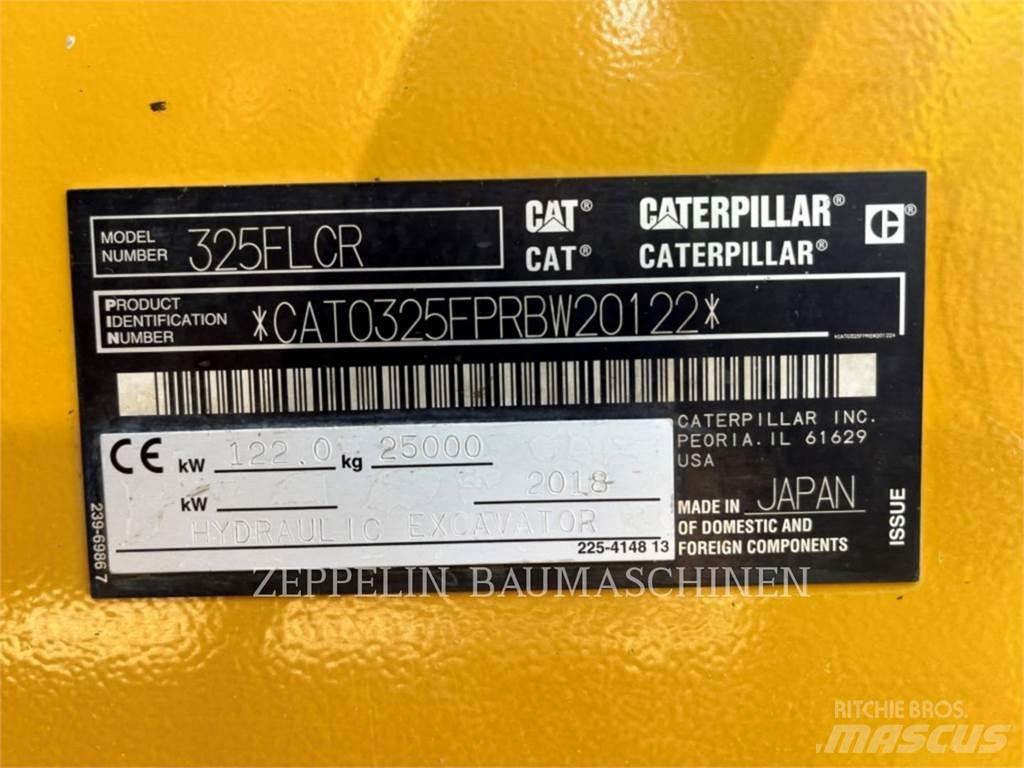 MODEL NUMBER 325FLCR
CAT® CATERPILLAR®
CAT® CATERPILLAR®
PRODUCT IDENTIFICATION NUMBER *CAT0325FPRBW20122*
CE kW 122.0 kg 25000
kW 2018
HYDRAULIC EXCAVATOR
225-4148 13
239-6986 7
CATERPILLAR INC.
PEORIA. IL 61629
USA
MADE IN JAPAN
OF DOMESTIC AND
FOREIGN COMPONENTS
ISSUE
ZEPPELIN BAUMASCHINEN
RITCHIE BROS.
MASCUS